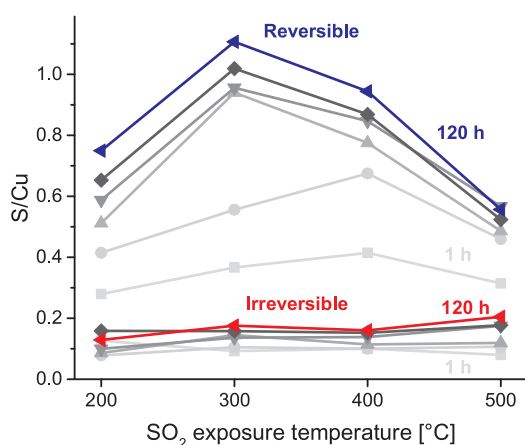 Reversible
1.0
120 h
0.8
S/Cu
0.6
0.4
1 h
Irreversible
120 h
0.2
1 h
0.0
200 300 400 500
SO₂ exposure temperature [°C]